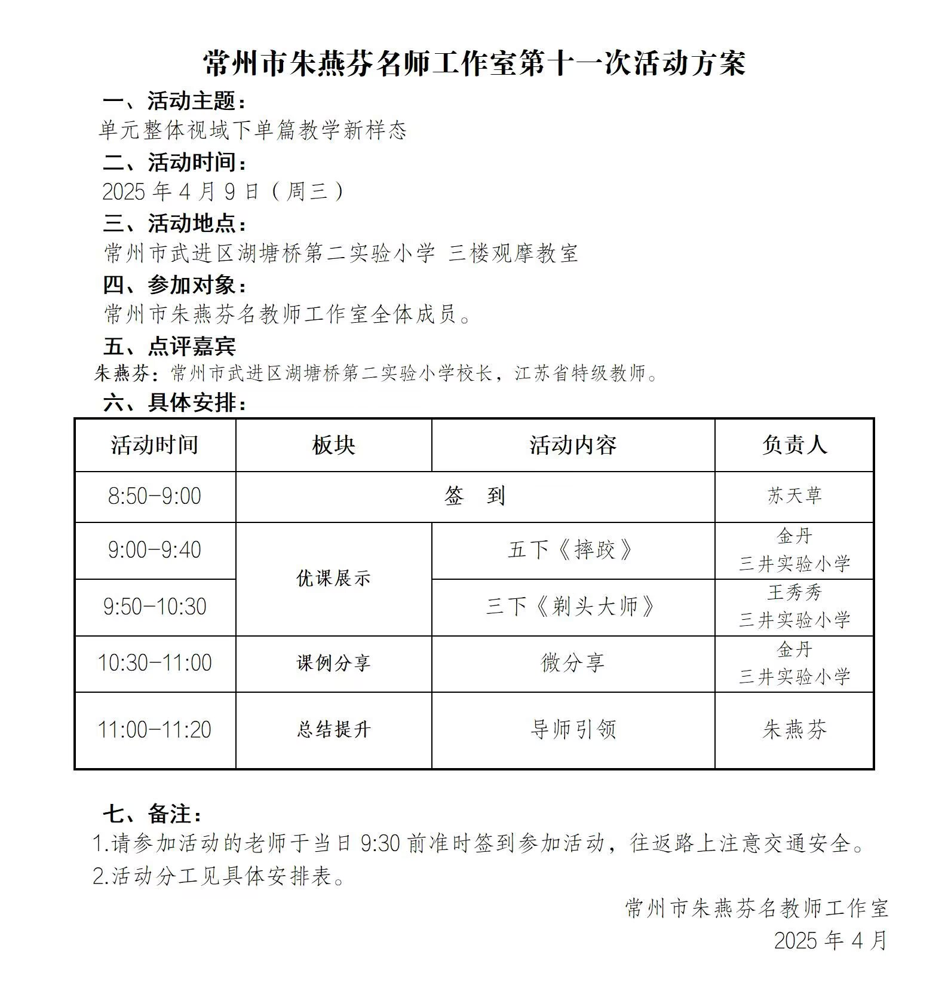 常州市朱燕芬名师工作室第十一次活动方案
一、活动主题：
单元整体视域下单篇教学新样态
二、活动时间：
2025 年 4 月 9 日（周三）
三、活动地点：
常州市武进区湖塘桥第二实验小学 三楼观摩教室
四、参加对象：
常州市朱燕芬名教师工作室全体成员。
五、点评嘉宾
朱燕芬：常州市武进区湖塘桥第二实验小学校长，江苏省特级教师。
六、具体安排：
活动时间 板块 活动内容 负责人
8:50-9:00 签 到 苏天草
9:00-9:40 优课展示 五下《摔跤》 金丹
三井实验小学
9:50-10:30 三下《剃头大师》 王秀秀
三井实验小学
10:30-11:00 课例分享 微分享 金丹
三井实验小学
11:00-11:20 总结提升 导师引领 朱燕芬
七、备注：
1.请参加活动的老师于当日 9:30 前准时签到参加活动，往返路上注意交通安全。
2.活动分工见具体安排表。
常州市朱燕芬名教师工作室
2025 年 4 月